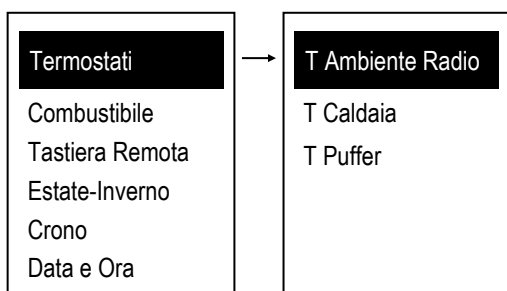 Termostati
Combustibile
Tastiera Remota
Estate-Inverno
Crono
Data e Ora
T Ambiente Radio
T Caldaia
T Puffer